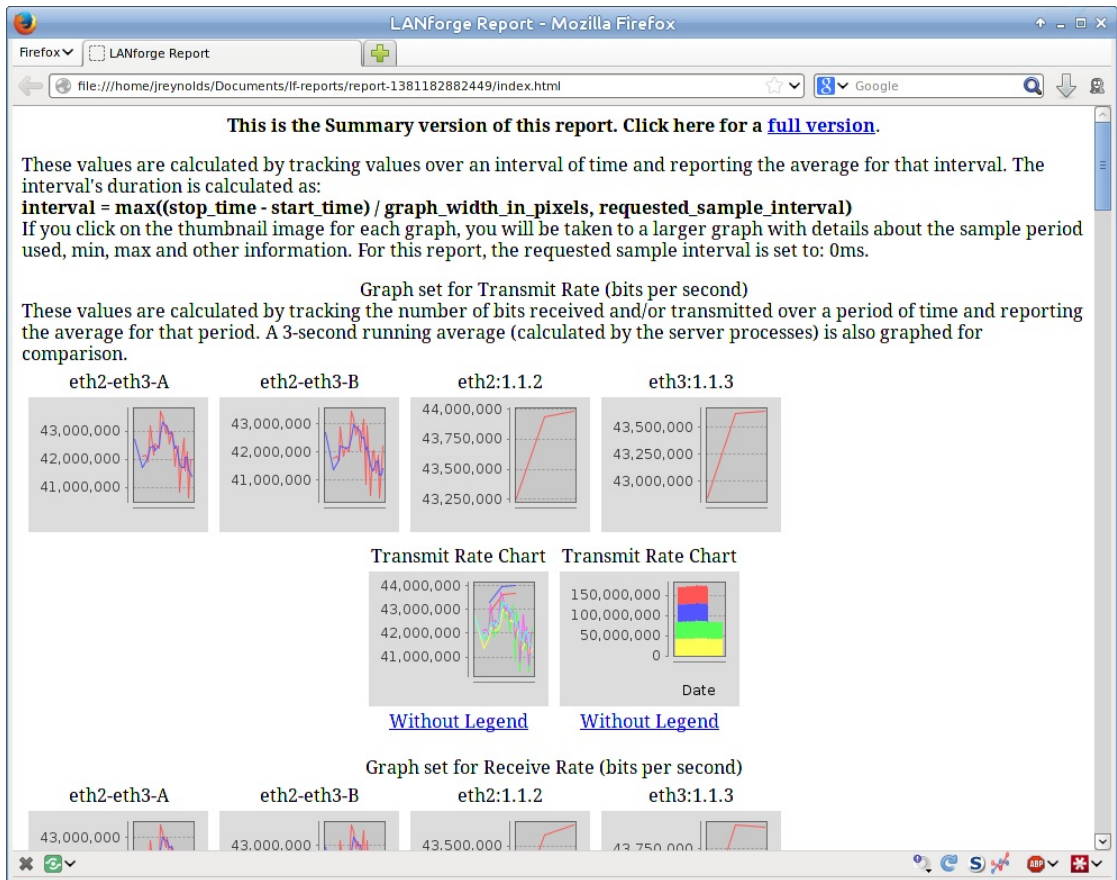 LANforge Report - Mozilla Firefox
Firefox
LANforge Report
file:///home/jreynolds/Documents/lf-reports/report-1381182882449/index.html
Google
This is the Summary version of this report. Click here for a full version.
These values are calculated by tracking values over an interval of time and reporting the average for that interval. The
interval's duration is calculated as:
interval = max((stop_time - start_time) / graph_width_in_pixels, requested_sample_interval)
If you click on the thumbnail image for each graph, you will be taken to a larger graph with details about the sample period
used, min, max and other information. For this report, the requested sample interval is set to: 0ms.
Graph set for Transmit Rate (bits per second)
These values are calculated by tracking the number of bits received and/or transmitted over a period of time and reporting
the average for that period. A 3-second running average (calculated by the server processes) is also graphed for
comparison.
eth2-eth3-A eth2-eth3-B eth2:1.1.2 eth3:1.1.3
43,000,000
42,000,000
41,000,000
43,000,000
42,000,000
41,000,000
44,000,000
43,750,000
43,500,000
43,250,000
43,500,000
43,250,000
43,000,000
Transmit Rate Chart Transmit Rate Chart
44,000,000
43,000,000
42,000,000
41,000,000
150,000,000
100,000,000
50,000,000
0
Date
Without Legend Without Legend
Graph set for Receive Rate (bits per second)
eth2-eth3-A eth2-eth3-B eth2:1.1.2 eth3:1.1.3
43,000,000 43,000,000 43,500,000 43,750,000
ABP